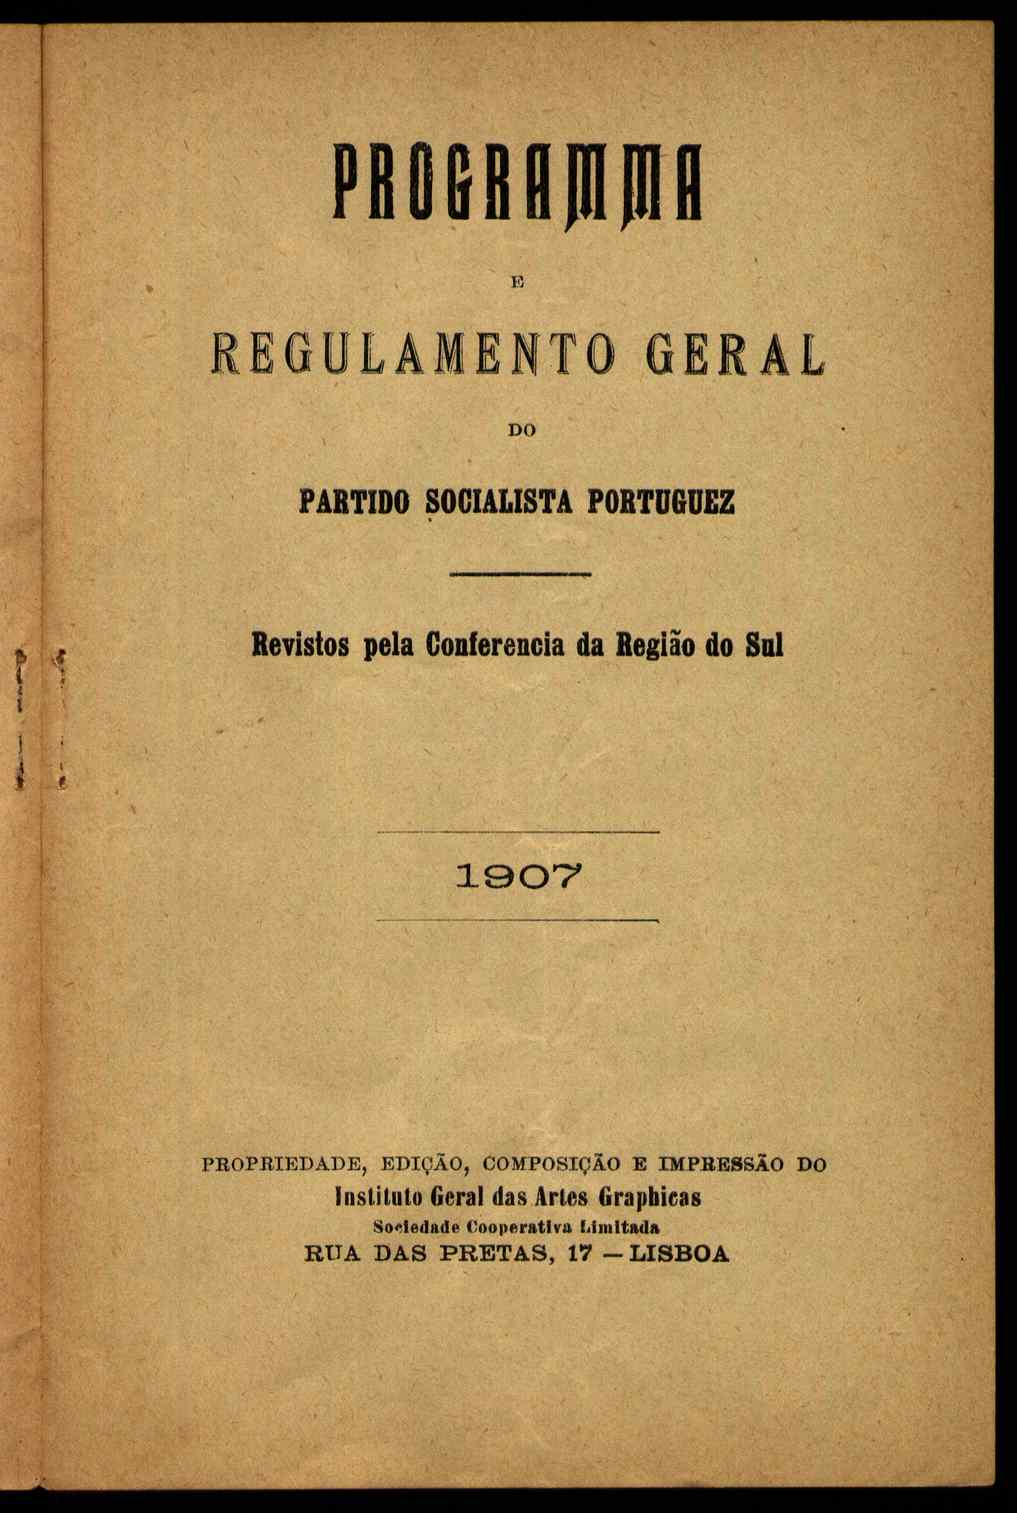 PROGRAMMA
E
REGULAMENTO GERAL
DO
PARTIDO SOCIALISTA PORTUGUEZ
Revistos pela Conferencia da Região do Sul
1907
PROPRIEDADE, EDIÇÃO, COMPOSIÇÃO E IMPRESSÃO DO
Instituto Geral das Artes Graphicas
Sociedade Cooperativa Limitada
RUA DAS PRETAS, 17 — LISBOA